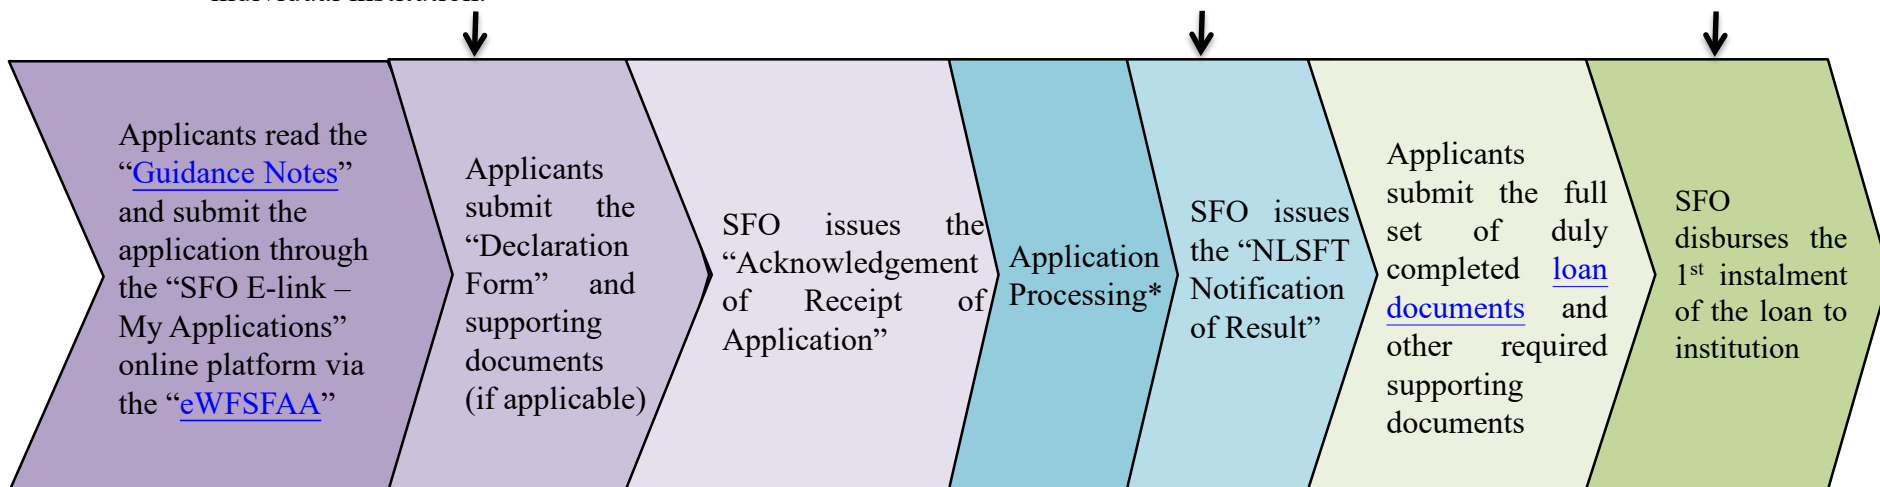 individual institution.
Applicants read the
“Guidance Notes”
and submit the
application through
the “SFO E-link –
My Applications”
online platform via
the “eWFSFAA”
Applicants
submit the
“Declaration
Form” and
supporting
documents
(if applicable)
SFO issues the
“Acknowledgement
of Receipt of
Application”
Application
Processing*
SFO issues
the “NLSFT
Notification
of Result”
Applicants
submit the full
set of duly
completed loan
documents and
other required
supporting
documents
SFO
disburses the
1st instalment
of the loan to
institution